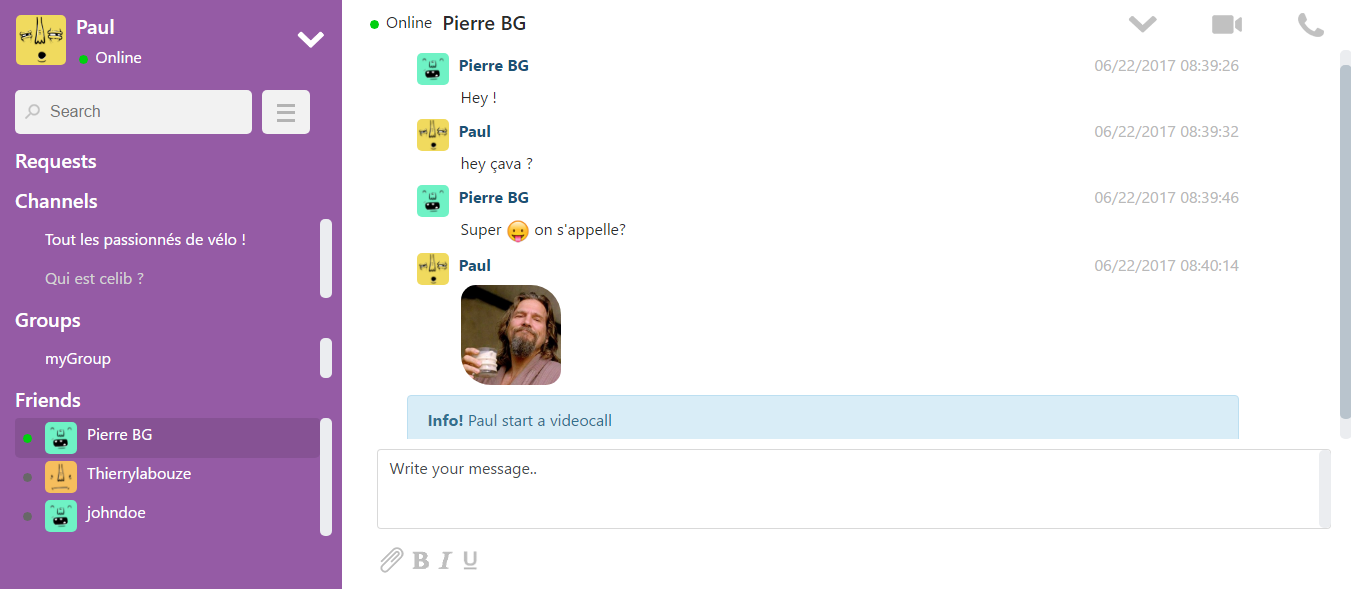 Paul
Online
Search
Requests
Channels
Tout les passionnés de vélo !
Qui est celib ?
Groups
myGroup
Friends
Pierre BG
Thierrylabouze
johndoe
Online Pierre BG
Pierre BG 06/22/2017 08:39:26
Hey !
Paul 06/22/2017 08:39:32
hey çava ?
Pierre BG 06/22/2017 08:39:46
Super 😛 on s'appelle?
Paul 06/22/2017 08:40:14
Info! Paul start a videocall
Write your message..
B I U